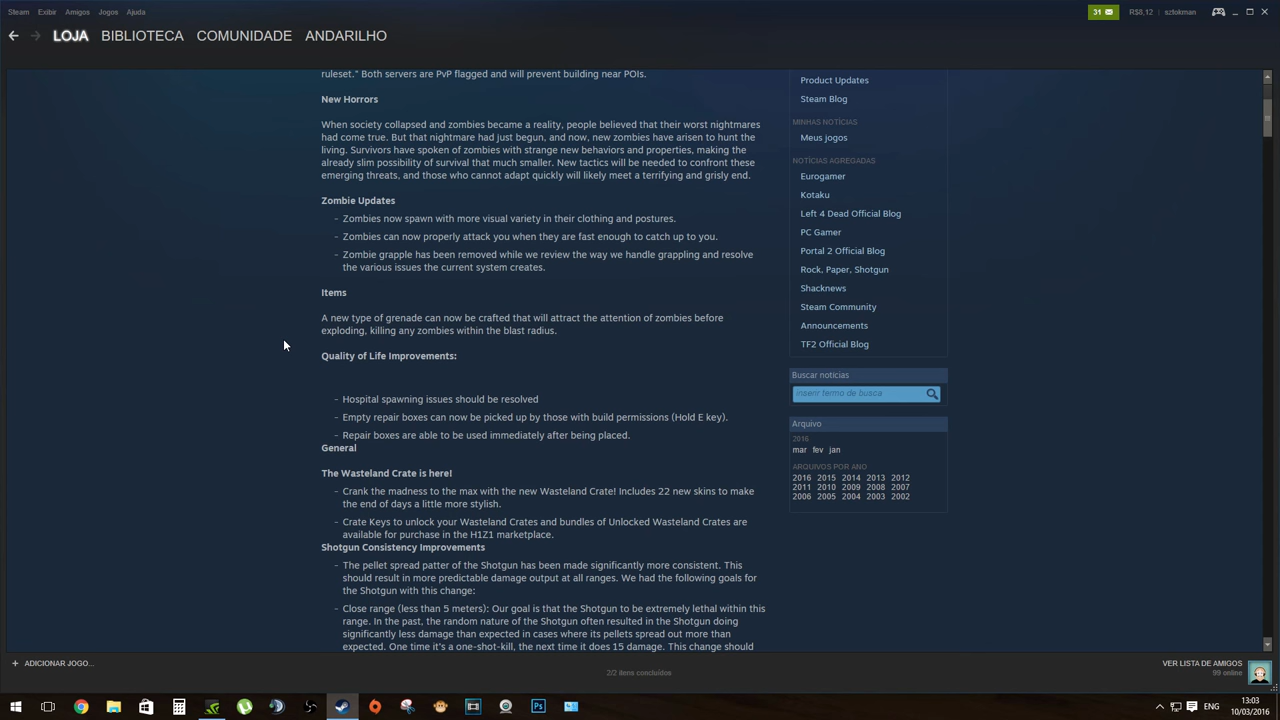 Steam Exibir Amigos Jogos Ajuda
31 R$8,12 sztokman
LOJA BIBLIOTECA COMUNIDADE ANDARILHO
ruleset." Both servers are PvP flagged and will prevent building near POIs.
New Horrors
When society collapsed and zombies became a reality, people believed that their worst nightmares
had come true. But that nightmare had just begun, and now, new zombies have arisen to hunt the
living. Survivors have spoken of zombies with strange new behaviors and properties, making the
already slim possibility of survival that much smaller. New tactics will be needed to confront these
emerging threats, and those who cannot adapt quickly will likely meet a terrifying and grisly end.
Zombie Updates
- Zombies now spawn with more visual variety in their clothing and postures.
- Zombies can now properly attack you when they are fast enough to catch up to you.
- Zombie grapple has been removed while we review the way we handle grappling and resolve
the various issues the current system creates.
Items
A new type of grenade can now be crafted that will attract the attention of zombies before
exploding, killing any zombies within the blast radius.
Quality of Life Improvements:
- Hospital spawning issues should be resolved
- Empty repair boxes can now be picked up by those with build permissions (Hold E key).
- Repair boxes are able to be used immediately after being placed.
General
The Wasteland Crate is here!
- Crank the madness to the max with the new Wasteland Crate! Includes 22 new skins to make
the end of days a little more stylish.
- Crate Keys to unlock your Wasteland Crates and bundles of Unlocked Wasteland Crates are
available for purchase in the H1Z1 marketplace.
Shotgun Consistency Improvements
- The pellet spread patter of the Shotgun has been made significantly more consistent. This
should result in more predictable damage output at all ranges. We had the following goals for
the Shotgun with this change:
- Close range (less than 5 meters): Our goal is that the Shotgun to be extremely lethal within this
range. In the past, the random nature of the Shotgun often resulted in the Shotgun doing
significantly less damage than expected in cases where its pellets spread out more than
expected. One time it's a one-shot-kill, the next time it does 15 damage. This change should
Product Updates
Steam Blog
MINHAS NOTÍCIAS
Meus jogos
NOTÍCIAS AGREGADAS
Eurogamer
Kotaku
Left 4 Dead Official Blog
PC Gamer
Portal 2 Official Blog
Rock, Paper, Shotgun
Shacknews
Steam Community
Announcements
TF2 Official Blog
Buscar notícias
inserir termo de busca
Arquivo
2016
mar fev jan
ARQUIVOS POR ANO
2016 2015 2014 2013 2012
2011 2010 2009 2008 2007
2006 2005 2004 2003 2002
+ ADICIONAR JOGO...
2/2 itens concluídos
VER LISTA DE AMIGOS
99 online
ENG
13:03
10/03/2016